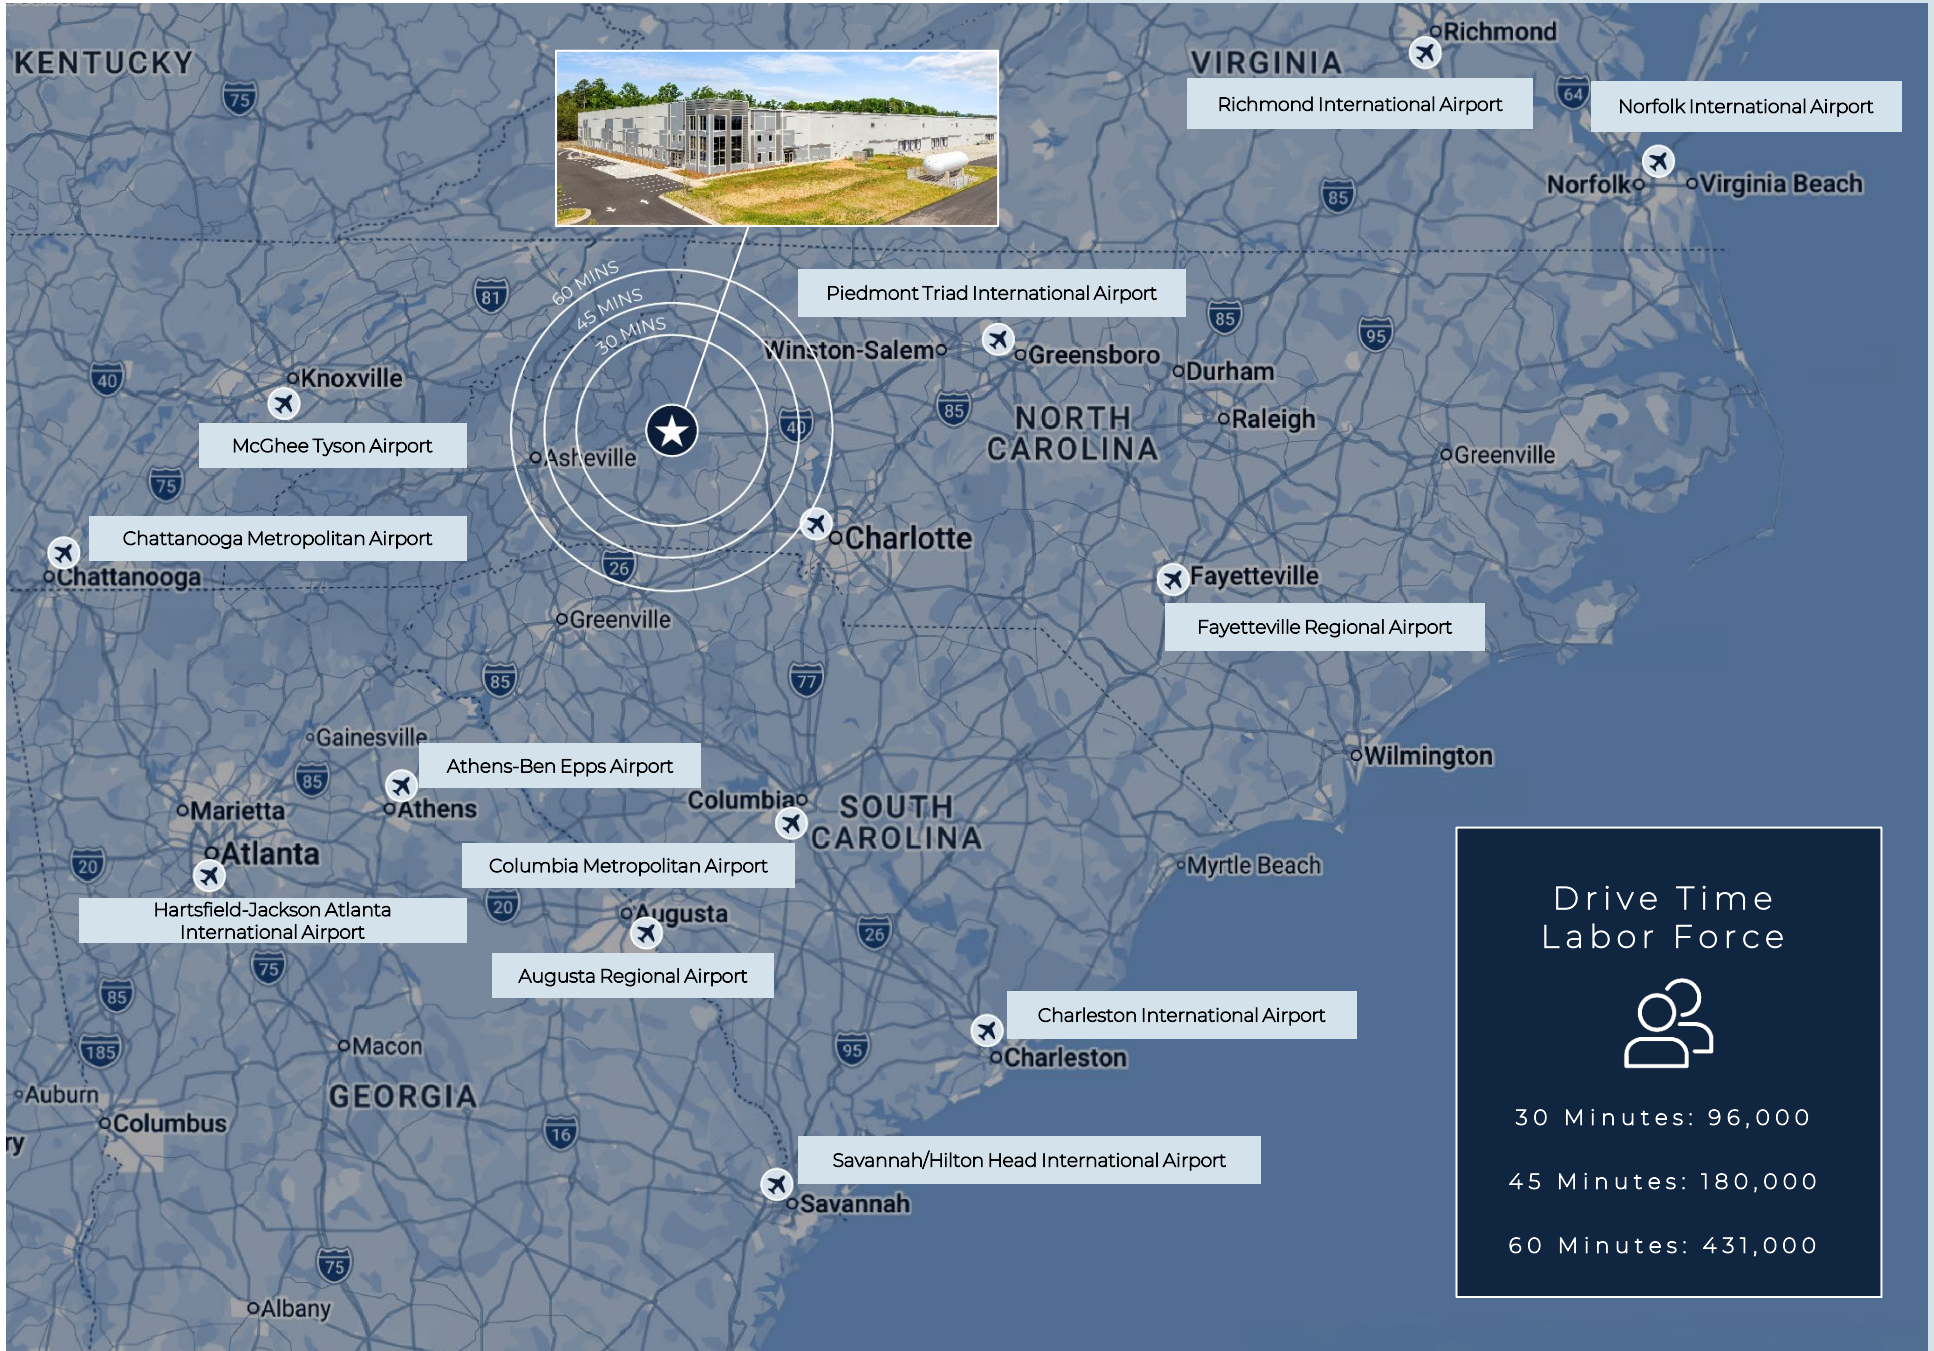 KENTUCKY
75
VIRGINIA
Richmond
Richmond International Airport
64
Norfolk International Airport
Norfolk
Virginia Beach
85
60 MINS
45 MINS
30 MINS
81
Piedmont Triad International Airport
85
95
Winston-Salem
Greensboro
Durham
40
Knoxville
McGhee Tyson Airport
85
NORTH
CAROLINA
Raleigh
40
Asheville
Greenville
75
Chattanooga Metropolitan Airport
Chattanooga
Charlotte
26
Fayetteville
Fayetteville Regional Airport
Greenville
85
77
Gainesville
Athens-Ben Epps Airport
Wilmington
85
Marietta
Athens
Columbia
SOUTH
CAROLINA
Atlanta
20
Columbia Metropolitan Airport
Myrtle Beach
Hartsfield-Jackson Atlanta
International Airport
20
Augusta
26
75
Augusta Regional Airport
85
Charleston International Airport
185
Macon
95
Charleston
Auburn
GEORGIA
Columbus
ry
16
Savannah/Hilton Head International Airport
Savannah
75
Albany
Drive Time
Labor Force
30 Minutes: 96,000
45 Minutes: 180,000
60 Minutes: 431,000